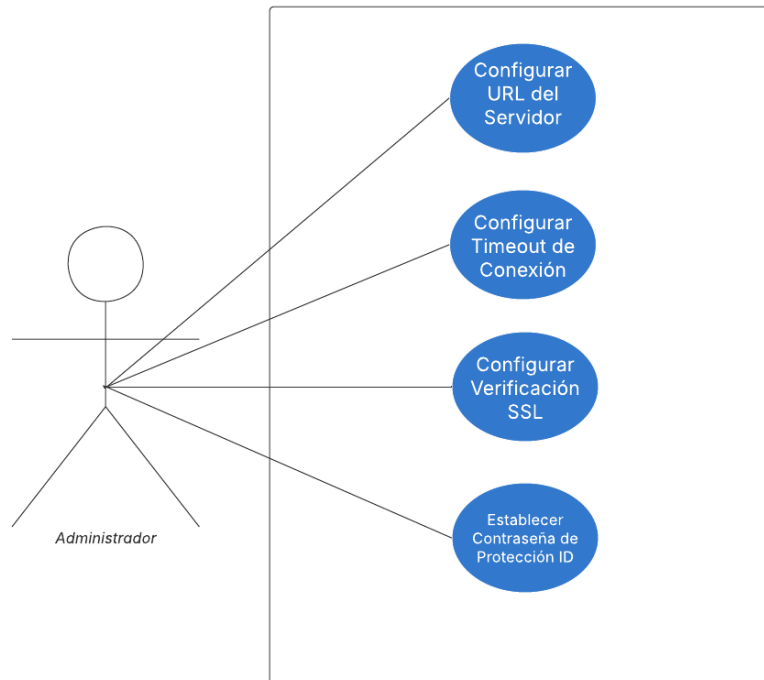 Configurar
URL del
Servidor
Configurar
Timeout de
Conexión
Configurar
Verificación
SSL
Establecer
Contraseña de
Protección ID
Administrador